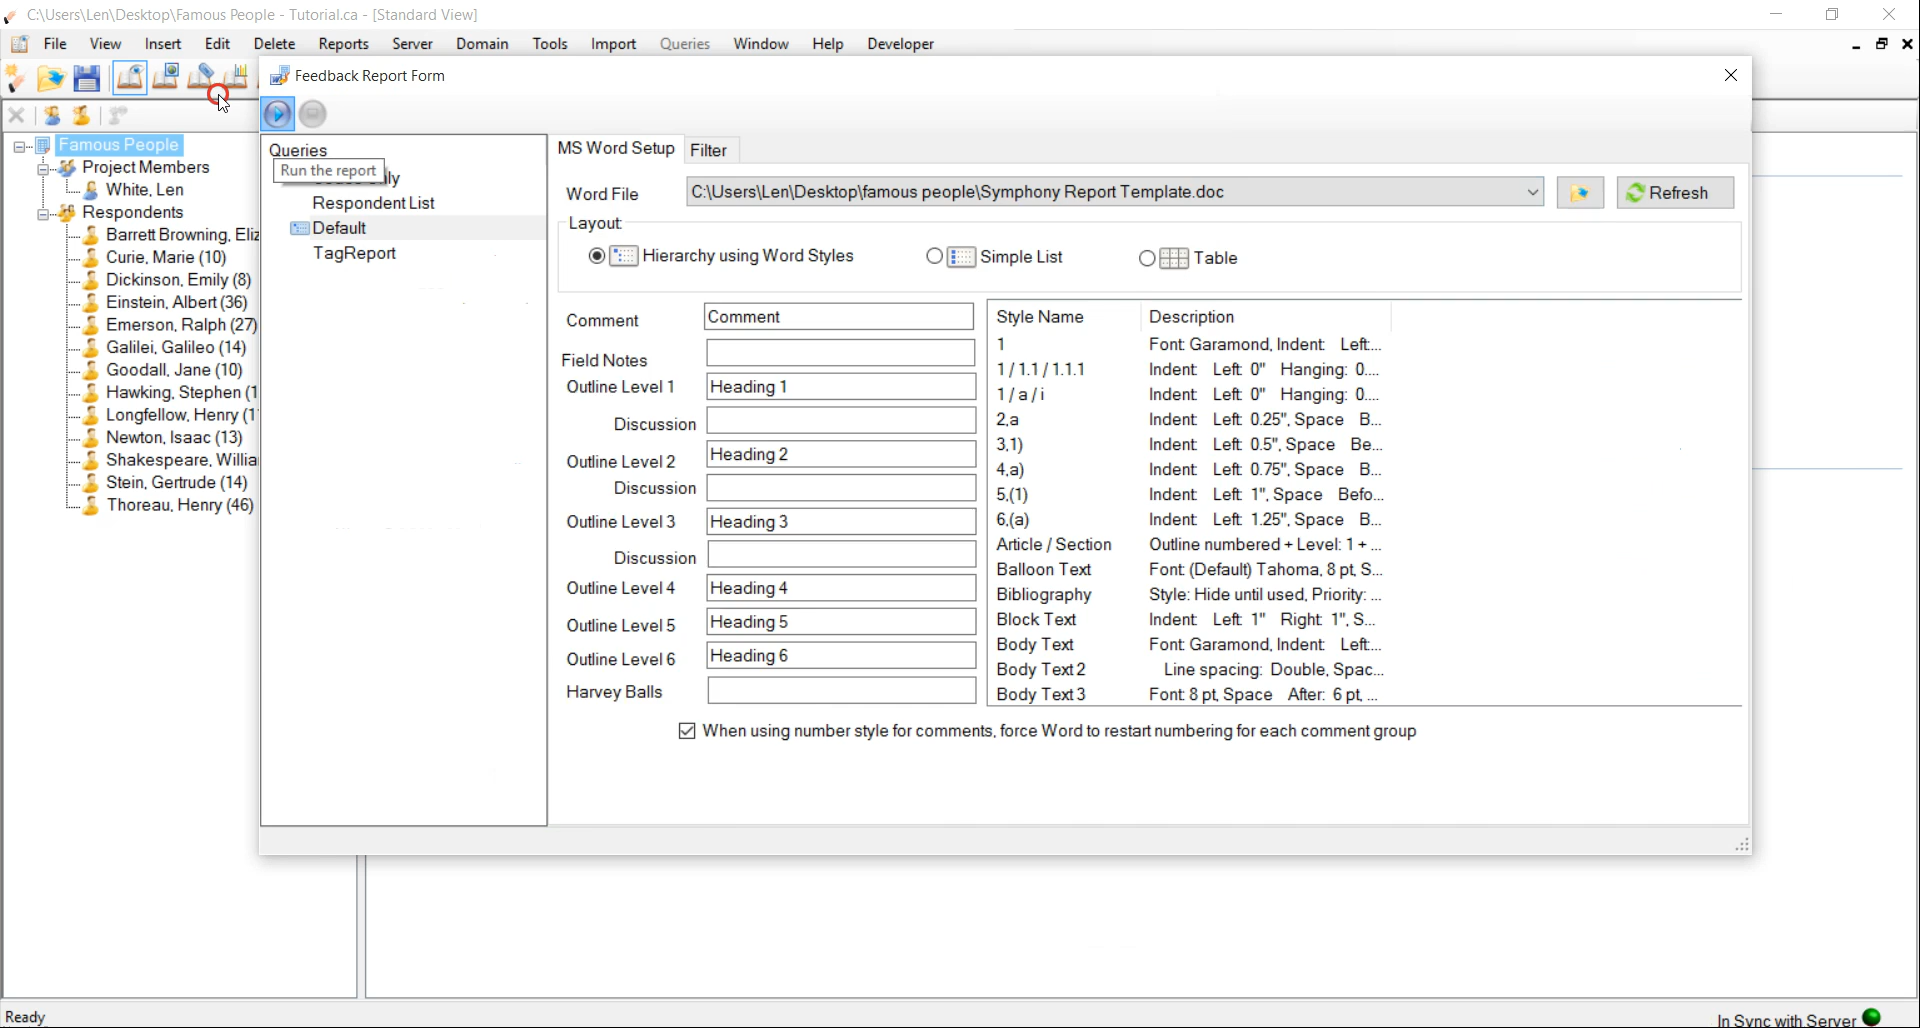 C:\Users\Len\Desktop\Famous People - Tutorial.ca - [Standard View]
File View Insert Edit Delete Reports Server Domain Tools Import Queries Window Help Developer
Feedback Report Form
Famous People
Project Members
White, Len
Respondents
Barrett Browning, Eliz
Curie, Marie (10)
Dickinson, Emily (8)
Einstein, Albert (36)
Emerson, Ralph (27)
Galilei, Galileo (14)
Goodall, Jane (10)
Hawking, Stephen (1
Longfellow, Henry (1
Newton, Isaac (13)
Shakespeare, Willia
Stein, Gertrude (14)
Thoreau, Henry (46)
Queries
Run the report
Respondent List
Default
TagReport
MS Word Setup Filter
Word File C:\Users\Len\Desktop\famous people\Symphony Report Template.doc Refresh
Layout
Hierarchy using Word Styles Simple List Table
Comment Comment
Field Notes
Outline Level 1 Heading 1
Discussion
Outline Level 2 Heading 2
Discussion
Outline Level 3 Heading 3
Discussion
Outline Level 4 Heading 4
Outline Level 5 Heading 5
Outline Level 6 Heading 6
Harvey Balls
Style Name Description
1 Font: Garamond, Indent: Left:...
1 / 1.1 / 1.1.1 Indent: Left: 0" Hanging: 0....
1 / a / i Indent: Left: 0" Hanging: 0....
2,a Indent: Left: 0.25", Space B...
3,1) Indent: Left: 0.5", Space Be...
4,a) Indent: Left: 0.75", Space B...
5,(1) Indent: Left: 1", Space Befo...
6,(a) Indent: Left: 1.25", Space B...
Article / Section Outline numbered + Level: 1 + ...
Balloon Text Font: (Default) Tahoma, 8 pt, S...
Bibliography Style: Hide until used, Priority: ...
Block Text Indent: Left: 1" Right: 1", S...
Body Text Font: Garamond, Indent: Left:...
Body Text 2 Line spacing: Double, Spac...
Body Text 3 Font: 8 pt, Space After: 6 pt, ...
When using number style for comments, force Word to restart numbering for each comment group
Ready
In Sync with Server